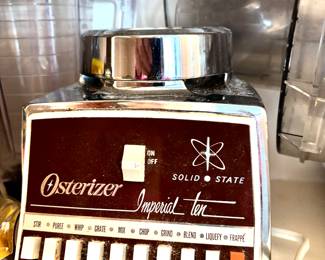 ON
OFF
SOLID STATE
Osterizer
Imperial ten
STIR PUREE WHIP GRATE MIX CHOP GRIND BLEND LIQUEFY FRAPPÉ